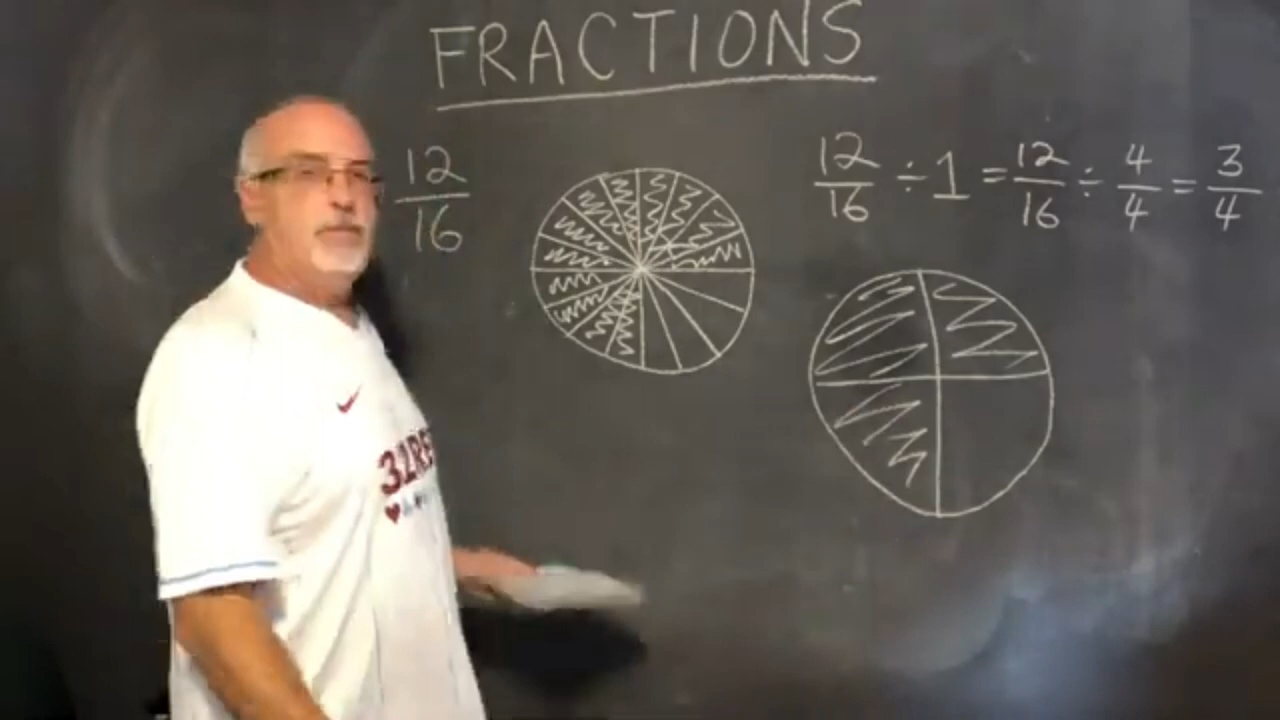 FRACTIONS
12/16
12/16 ÷ 1 = 12/16 ÷ 4/4 = 3/4